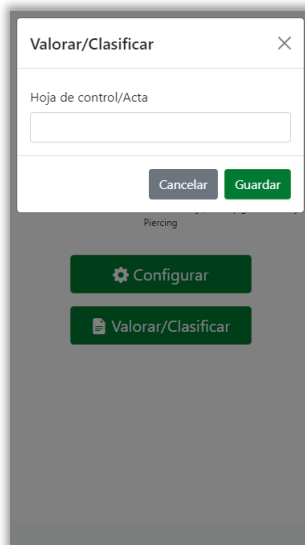 Valorar/Clasificar
Hoja de control/Acta
Cancelar
Guardar
Piercing
Configurar
Valorar/Clasificar